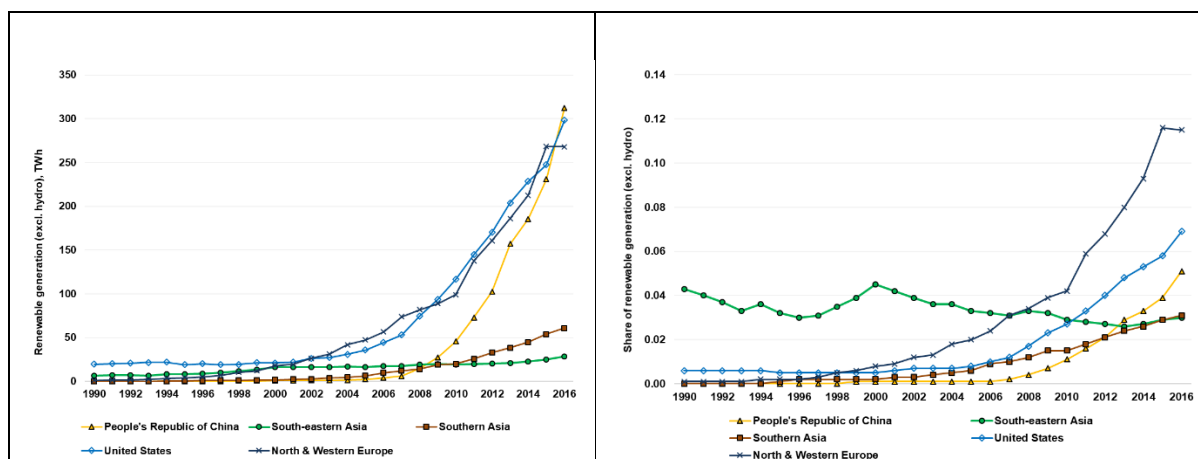 Renewable generation (excl. hydro), TWh
350
300
250
200
150
100
50
0
1990 1992 1994 1996 1998 2000 2002 2004 2006 2008 2010 2012 2014 2016
People's Republic of China
South-eastern Asia
Southern Asia
United States
North & Western Europe
Share of renewable generation (excl. hydro)
0.14
0.12
0.10
0.08
0.06
0.04
0.02
0.00
1990 1992 1994 1996 1998 2000 2002 2004 2006 2008 2010 2012 2014 2016
People's Republic of China
South-eastern Asia
Southern Asia
United States
North & Western Europe